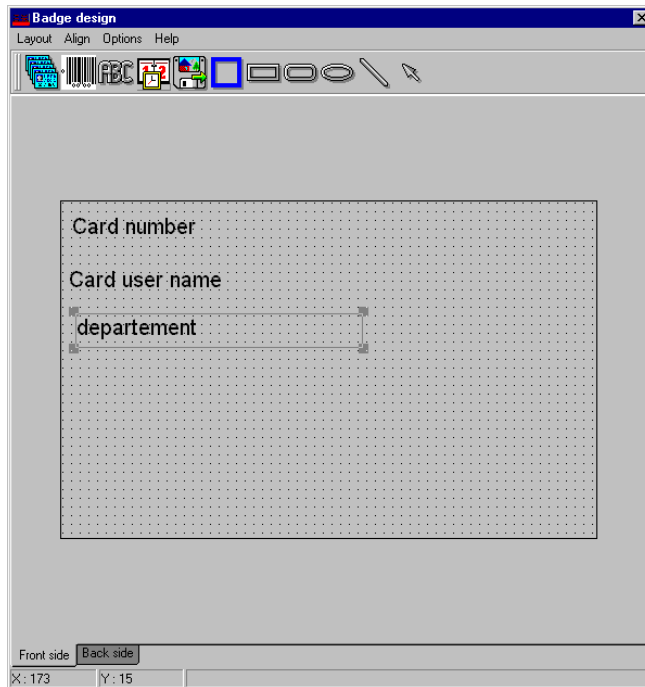 Badge design
Layout Align Options Help
ABC
Card number
Card user name
departement
Front side Back side
X: 173 Y: 15